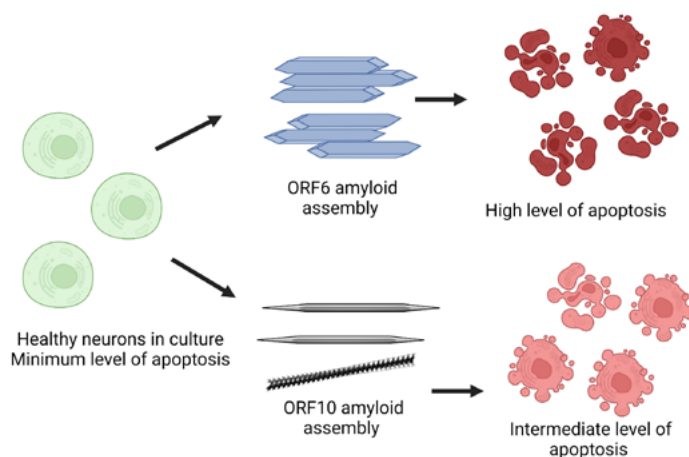 ORF6 amyloid
assembly
High level of apoptosis
Healthy neurons in culture
Minimum level of apoptosis
ORF10 amyloid
assembly
Intermediate level of
apoptosis